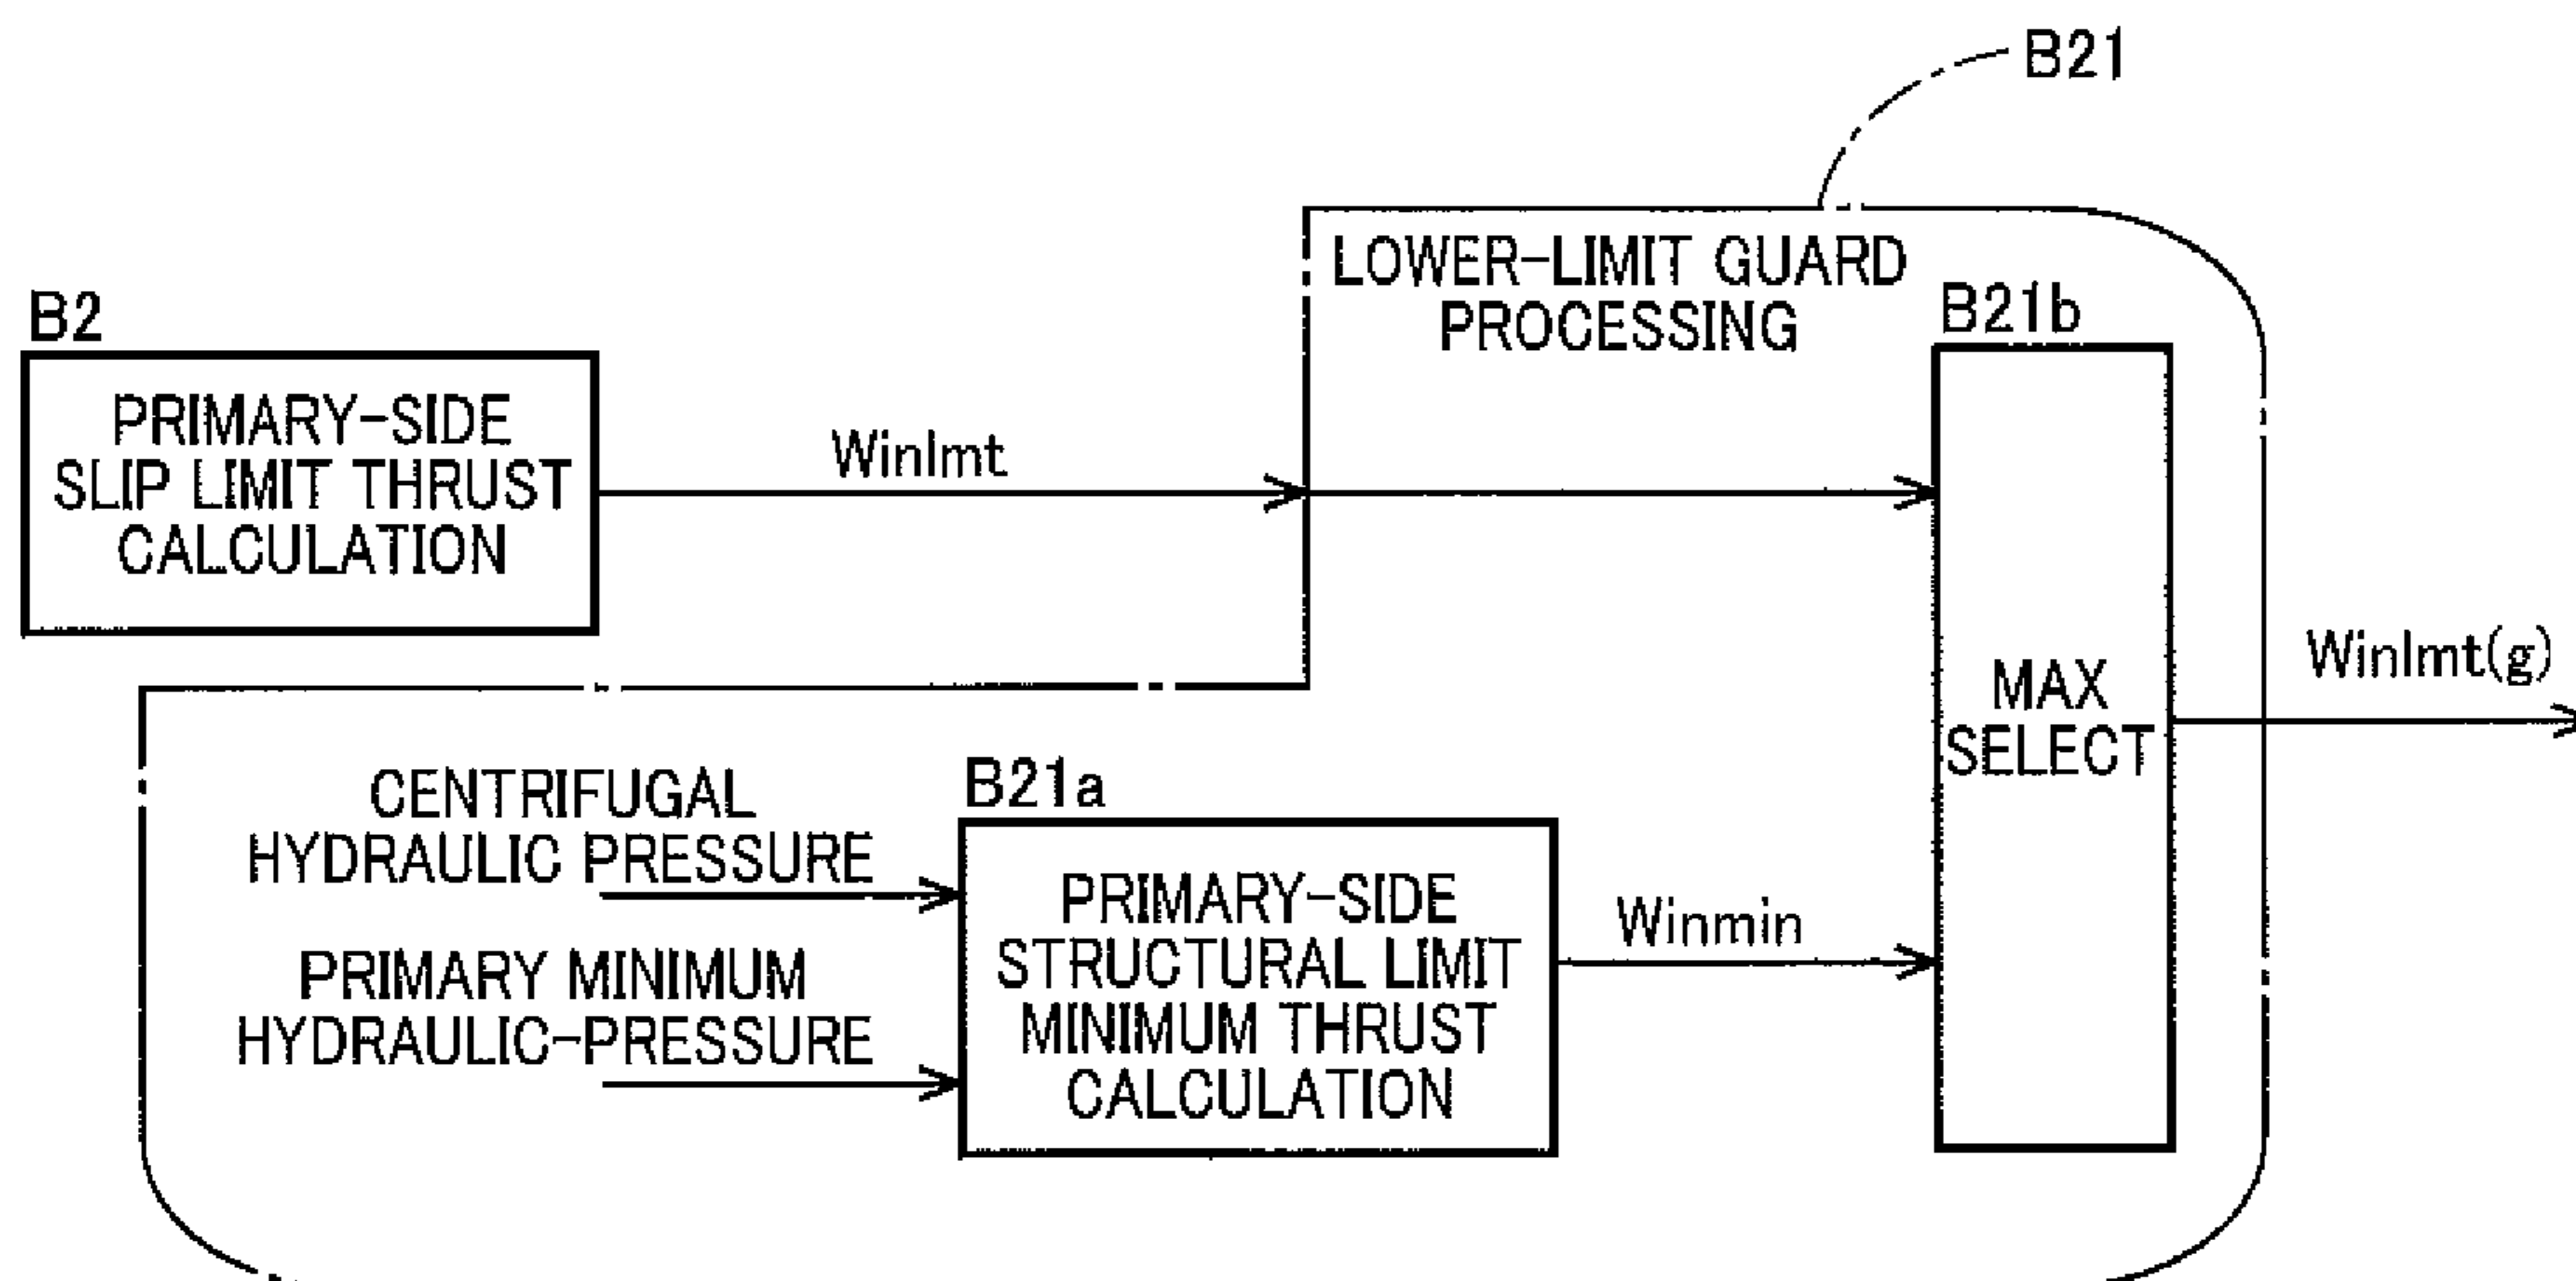 B21
LOWER-LIMIT GUARD
PROCESSING
B2
PRIMARY-SIDE
SLIP LIMIT THRUST
CALCULATION
Winlmt
B21b
MAX
SELECT
Winlmt(g)
CENTRIFUGAL
HYDRAULIC PRESSURE
PRIMARY MINIMUM
HYDRAULIC-PRESSURE
B21a
PRIMARY-SIDE
STRUCTURAL LIMIT
MINIMUM THRUST
CALCULATION
Winmin